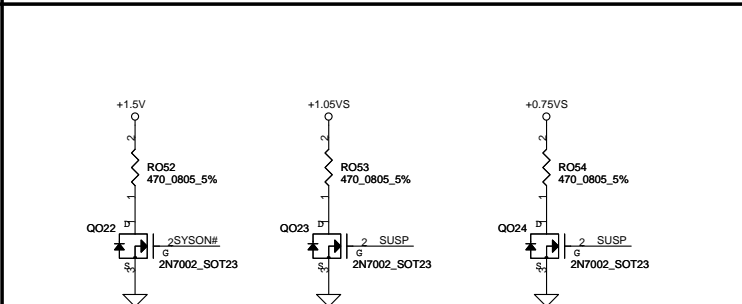 +1.5V
+1.05VS
+0.75VS
2
2
2
RO52
470_0805_5%
RO53
470_0805_5%
RO54
470_0805_5%
1
1
1
D
D
D
QO22
QO23
QO24
2 SYSON#
2 SUSP
2 SUSP
G
G
G
2N7002_SOT23
2N7002_SOT23
2N7002_SOT23
S
3
S
3
S
3